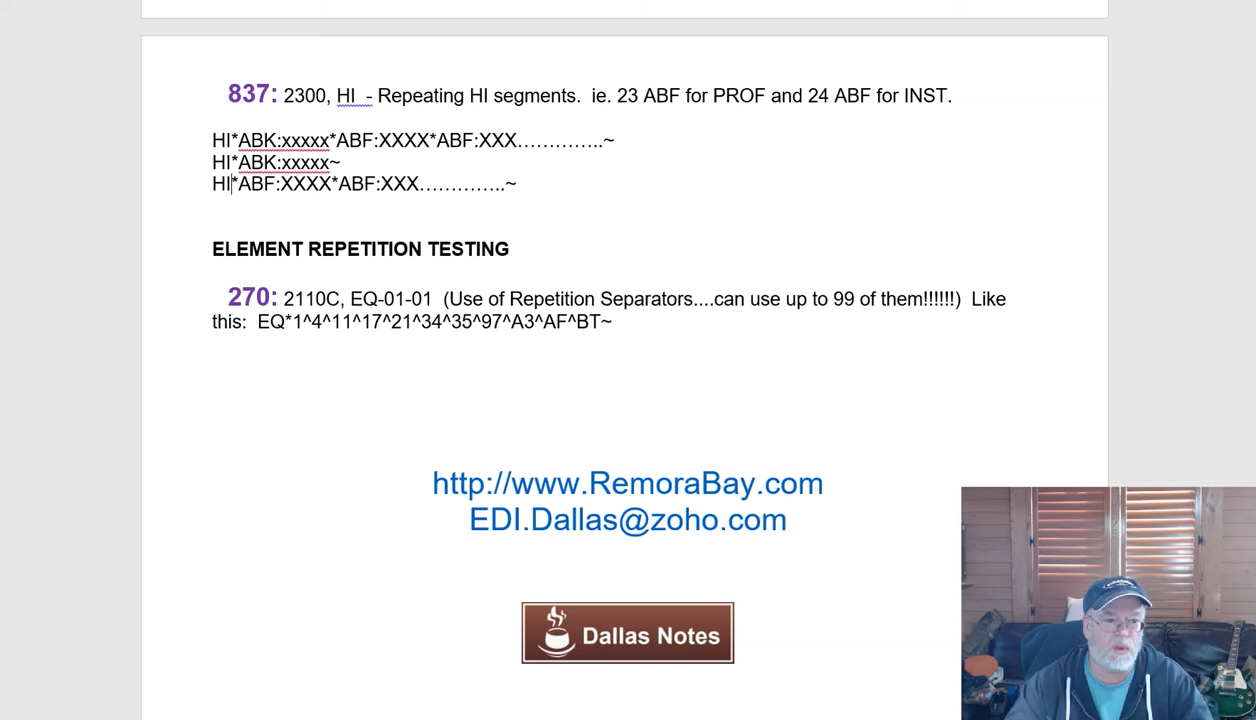 837: 2300, HI - Repeating HI segments. ie. 23 ABF for PROF and 24 ABF for INST.
HI*ABK:xxxxx*ABF:XXXX*ABF:XXX…………..~
HI*ABK:xxxxx~
HI*ABF:XXXX*ABF:XXX…………..~
ELEMENT REPETITION TESTING
270: 2110C, EQ-01-01 (Use of Repetition Separators....can use up to 99 of them!!!!!!) Like
this: EQ*1^4^11^17^21^34^35^97^A3^AF^BT~
http://www.RemoraBay.com
EDI.Dallas@zoho.com
Dallas Notes